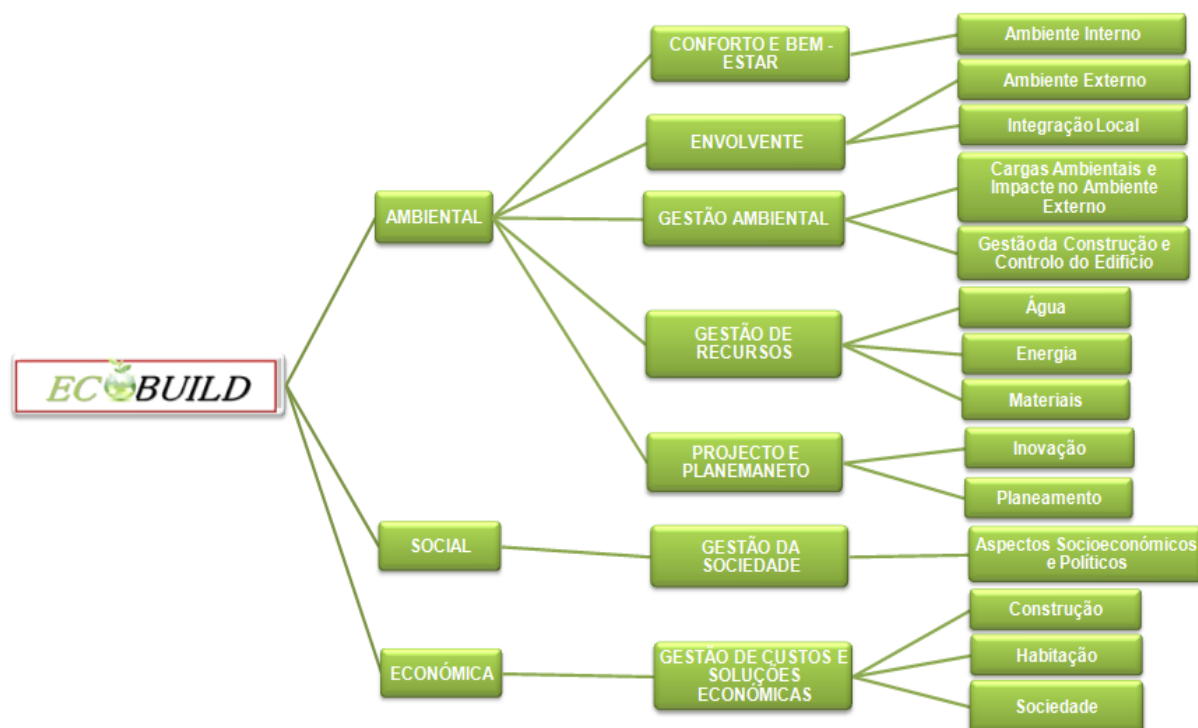 CONFORTO E BEM -
ESTAR
Ambiente Interno
Ambiente Externo
ENVOLVENTE
Integração Local
AMBIENTAL
GESTÃO AMBIENTAL
Cargas Ambientais e
Impacte no Ambiente
Externo
Gestão da Construção e
Controlo do Edifício
GESTÃO DE
RECURSOS
Água
Energia
Materiais
ECOBUILD
PROJECTO E
PLANEMANETO
Inovação
Planeamento
SOCIAL
GESTÃO DA
SOCIEDADE
Aspectos Socioeconómicos
e Políticos
ECONÓMICA
GESTÃO DE CUSTOS E
SOLUÇÕES
ECONÓMICAS
Construção
Habitação
Sociedade